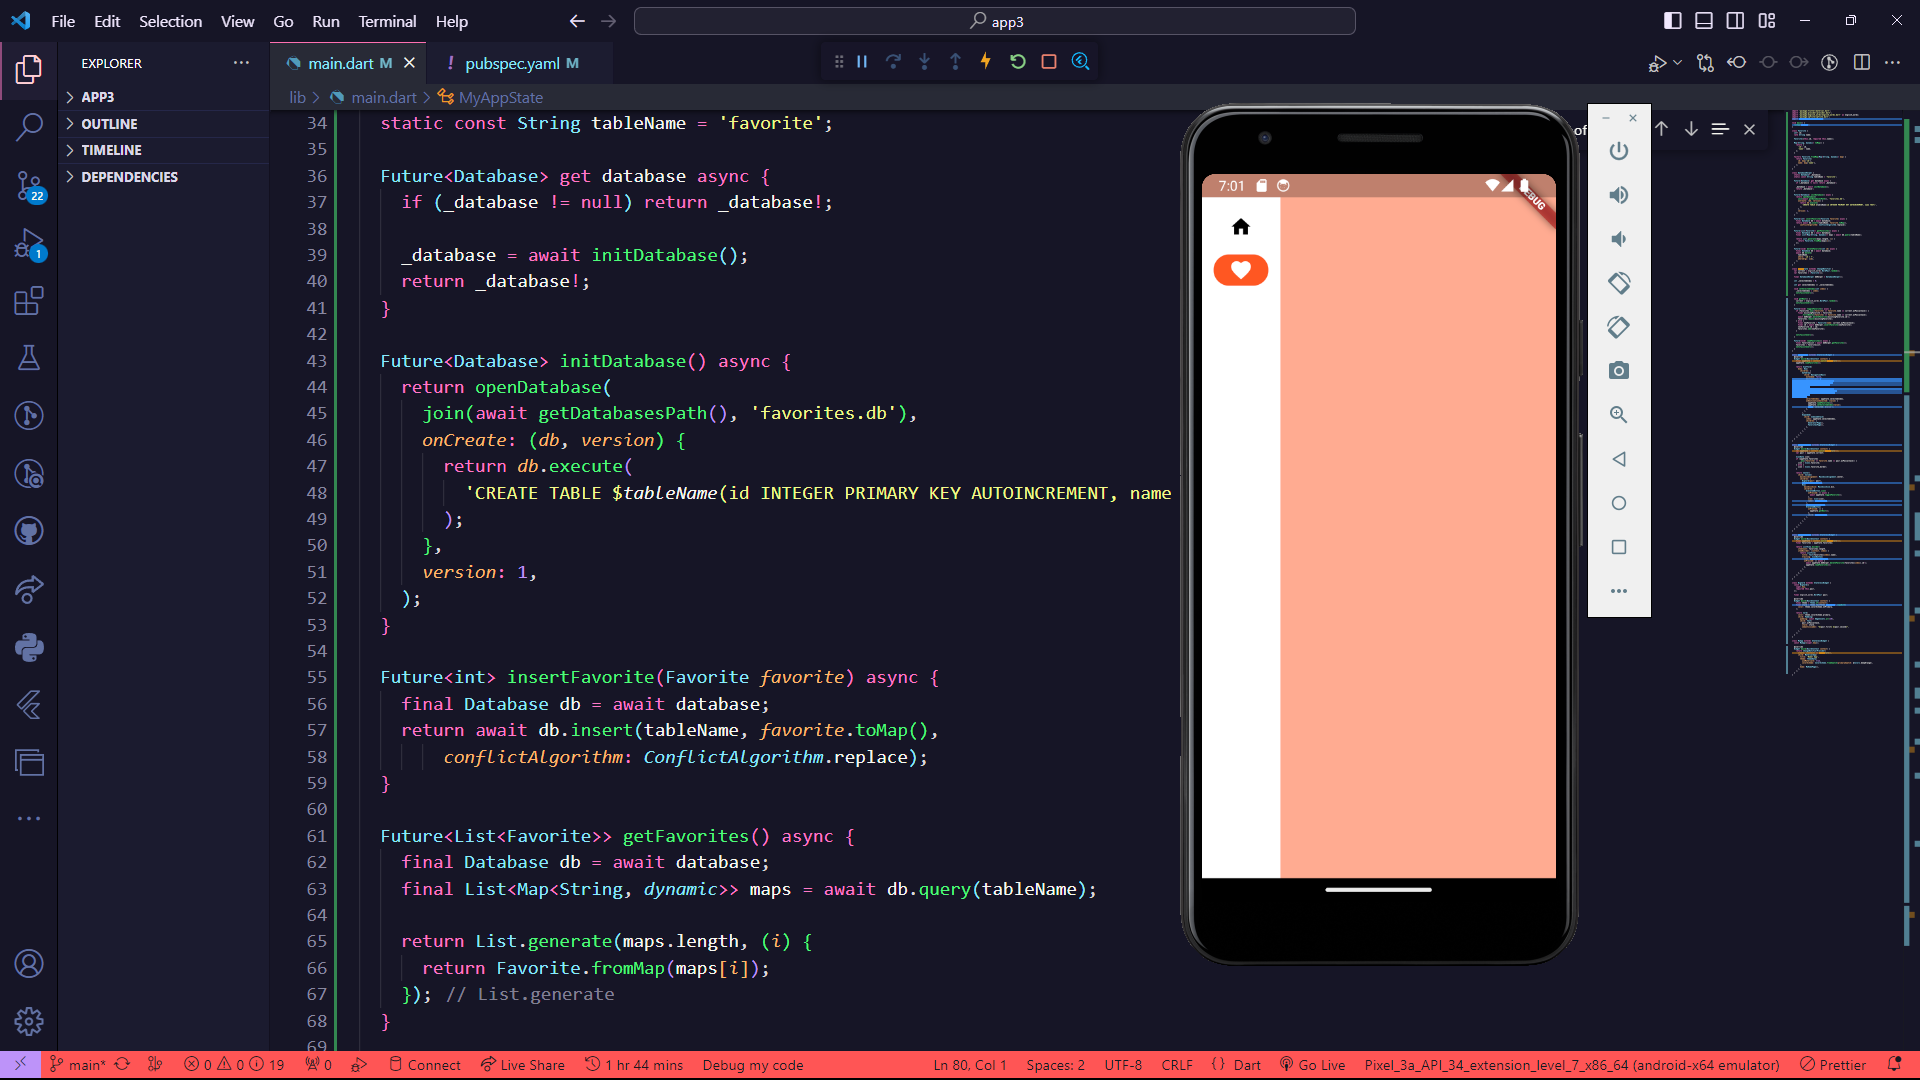 File Edit Selection View Go Run Terminal Help
app3
EXPLORER
main.dart M
! pubspec.yaml M
APP3
OUTLINE
TIMELINE
DEPENDENCIES
lib > main.dart > MyAppState
22
1
34 static const String tableName = 'favorite';
35
36 Future<Database> get database async {
37 if (_database != null) return _database!;
38
39 _database = await initDatabase();
40 return _database!;
41 }
42
43 Future<Database> initDatabase() async {
44 return openDatabase(
45 join(await getDatabasesPath(), 'favorites.db'),
46 onCreate: (db, version) {
47 return db.execute(
48 'CREATE TABLE $tableName(id INTEGER PRIMARY KEY AUTOINCREMENT, name
49 );
50 },
51 version: 1,
52 );
53 }
54
55 Future<int> insertFavorite(Favorite favorite) async {
56 final Database db = await database;
57 return await db.insert(tableName, favorite.toMap(),
58 conflictAlgorithm: ConflictAlgorithm.replace);
59 }
60
61 Future<List<Favorite>> getFavorites() async {
62 final Database db = await database;
63 final List<Map<String, dynamic>> maps = await db.query(tableName);
64
65 return List.generate(maps.length, (i) {
66 return Favorite.fromMap(maps[i]);
67 }); // List.generate
68 }
69
of
7:01
main* 0 0 19 0 Connect Live Share 1 hr 44 mins Debug my code
Ln 80, Col 1 Spaces: 2 UTF-8 CRLF {} Dart Go Live Pixel_3a_API_34_extension_level_7_x86_64 (android-x64 emulator) Prettier